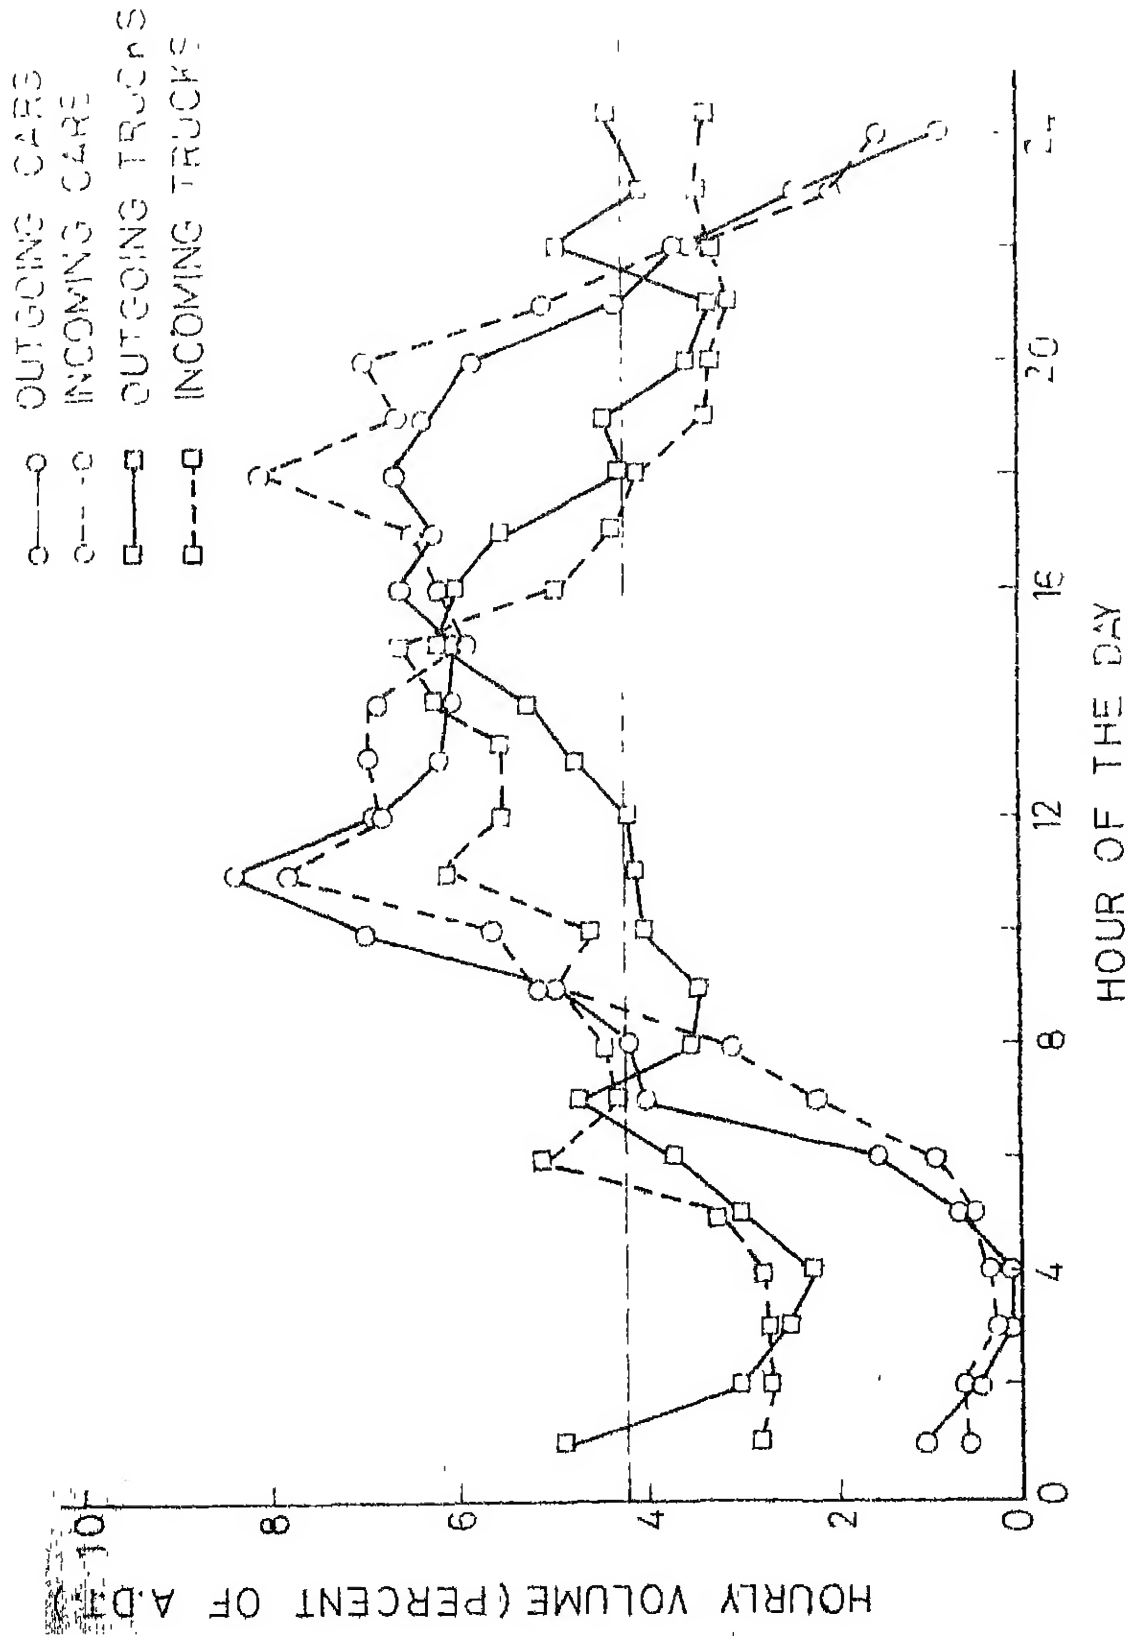 OUTGOING CARS
INCOMING CARS
OUTGOING TRUCKS
INCOMING TRUCKS
HOURLY VOLUME (PERCENT OF A.D.T)
10
8
6
4
2
0
0
4
8
12
16
20
24
HOUR OF THE DAY